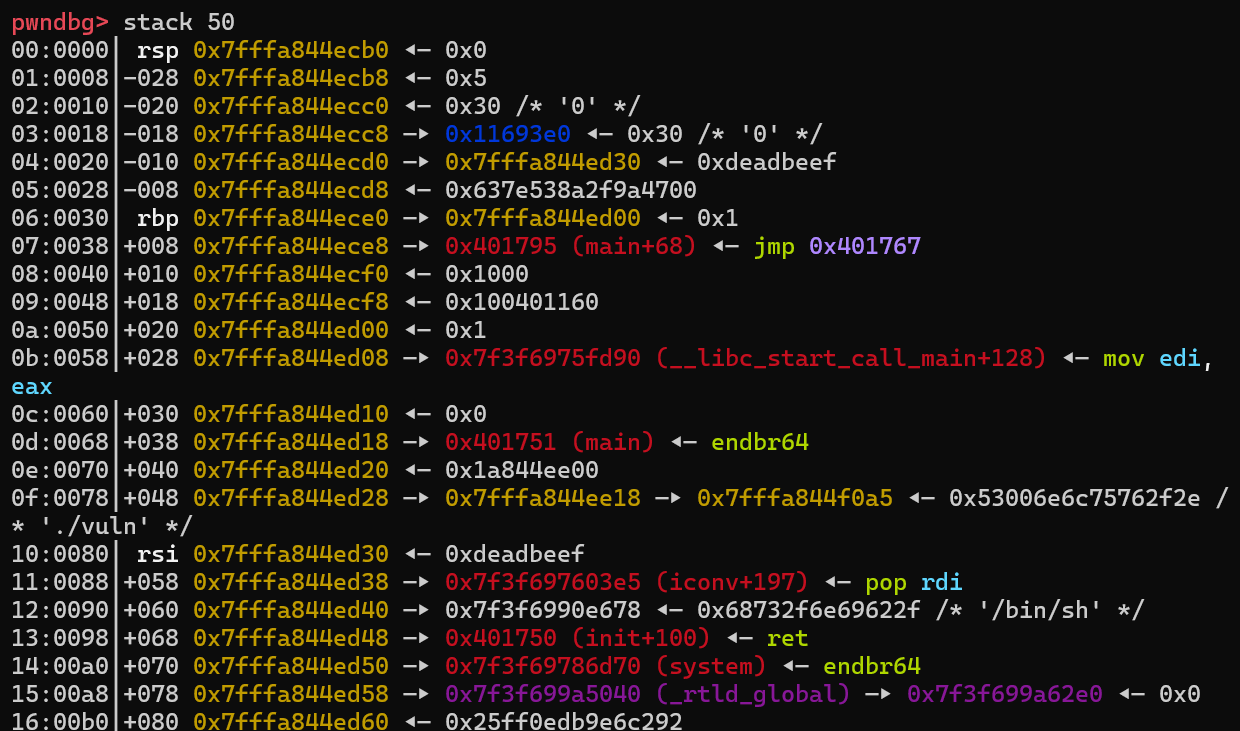 pwndbg> stack 50
00:0000│ rsp 0x7fffa844ecb0 ◂— 0x0
01:0008│-028 0x7fffa844ecb8 ◂— 0x5
02:0010│-020 0x7fffa844ecc0 ◂— 0x30 /* '0' */
03:0018│-018 0x7fffa844ecc8 —▸ 0x11693e0 ◂— 0x30 /* '0' */
04:0020│-010 0x7fffa844ecd0 —▸ 0x7fffa844ed30 ◂— 0xdeadbeef
05:0028│-008 0x7fffa844ecd8 ◂— 0x637e538a2f9a4700
06:0030│ rbp 0x7fffa844ece0 —▸ 0x7fffa844ed00 ◂— 0x1
07:0038│+008 0x7fffa844ece8 —▸ 0x401795 (main+68) ◂— jmp 0x401767
08:0040│+010 0x7fffa844ecf0 ◂— 0x1000
09:0048│+018 0x7fffa844ecf8 ◂— 0x100401160
0a:0050│+020 0x7fffa844ed00 ◂— 0x1
0b:0058│+028 0x7fffa844ed08 —▸ 0x7f3f6975fd90 (__libc_start_call_main+128) ◂— mov edi,
eax
0c:0060│+030 0x7fffa844ed10 ◂— 0x0
0d:0068│+038 0x7fffa844ed18 —▸ 0x401751 (main) ◂— endbr64
0e:0070│+040 0x7fffa844ed20 ◂— 0x1a844ee00
0f:0078│+048 0x7fffa844ed28 —▸ 0x7fffa844ee18 —▸ 0x7fffa844f0a5 ◂— 0x53006e6c75762f2e /
* './vuln' */
10:0080│ rsi 0x7fffa844ed30 ◂— 0xdeadbeef
11:0088│+058 0x7fffa844ed38 —▸ 0x7f3f697603e5 (iconv+197) ◂— pop rdi
12:0090│+060 0x7fffa844ed40 —▸ 0x7f3f6990e678 ◂— 0x68732f6e69622f /* '/bin/sh' */
13:0098│+068 0x7fffa844ed48 —▸ 0x401750 (init+100) ◂— ret
14:00a0│+070 0x7fffa844ed50 —▸ 0x7f3f69786d70 (system) ◂— endbr64
15:00a8│+078 0x7fffa844ed58 —▸ 0x7f3f699a5040 (_rtld_global) —▸ 0x7f3f699a62e0 ◂— 0x0
16:00b0│+080 0x7fffa844ed60 ◂— 0x25ff0edb9e6c292